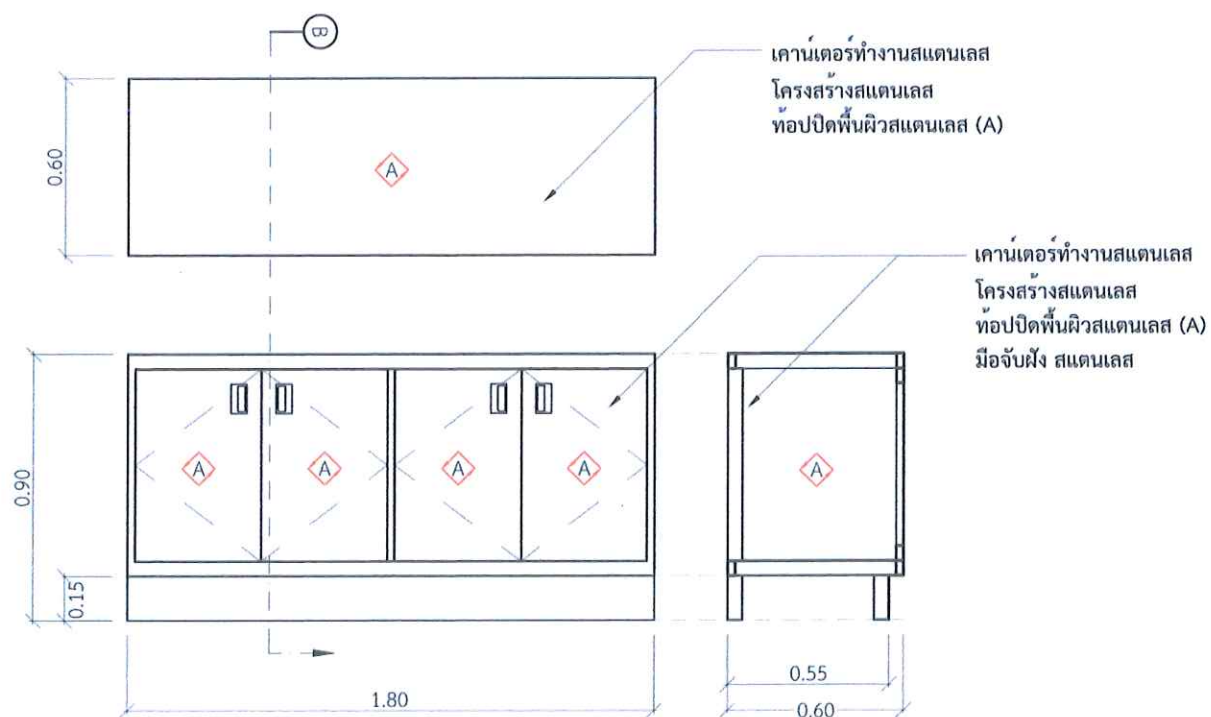 B
เคาน์เตอร์ทำงานสแตนเลส
โครงสร้างสแตนเลส
ท้อปปิดพื้นผิวสแตนเลส (A)
0.60
A
เคาน์เตอร์ทำงานสแตนเลส
โครงสร้างสแตนเลส
ท้อปปิดพื้นผิวสแตนเลส (A)
มือจับฝัง สแตนเลส
0.90
A
A
A
A
A
0.15
1.80
0.55
0.60